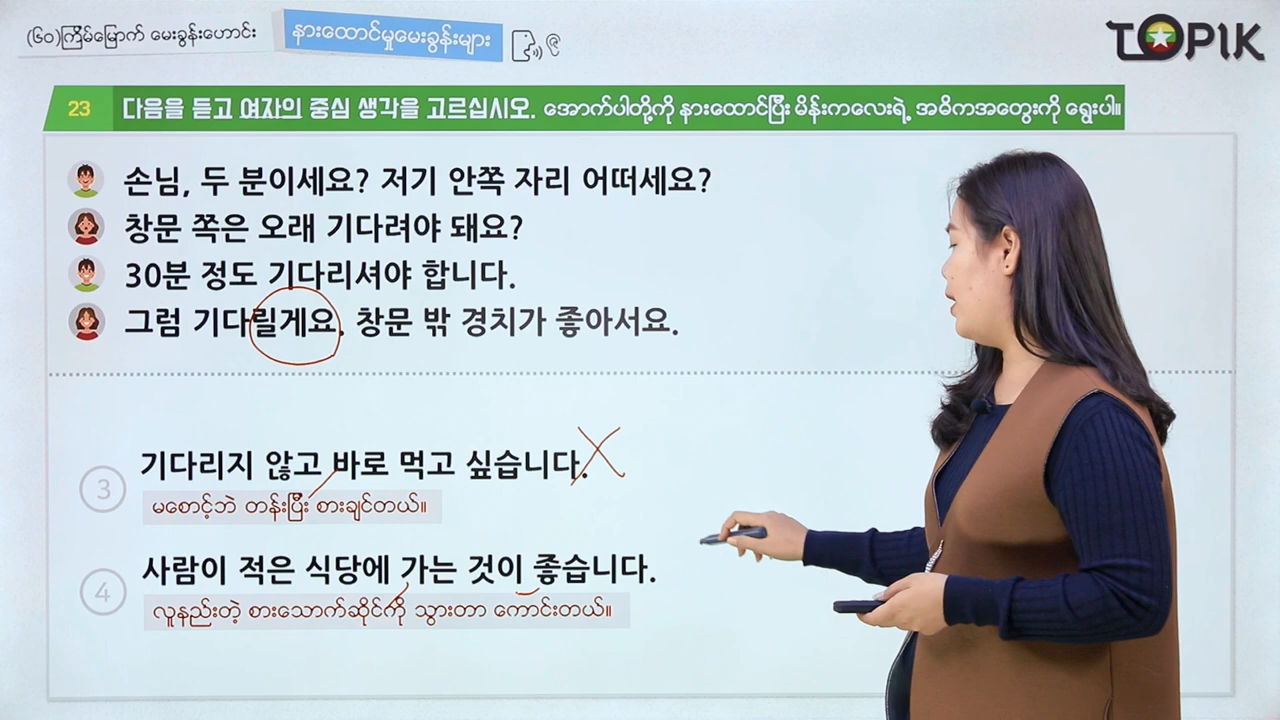 (၆၀)ကြိမ်မြောက် မေးခွန်းဟောင်း
နားထောင်မှုမေးခွန်းများ
TOPIK
23 다음을 듣고 여자의 중심 생각을 고르십시오. အောက်ပါတို့ကို နားထောင်ပြီး မိန်းကလေးရဲ့ အဓိကအတွေးကို ရွေးပါ။
손님, 두 분이세요? 저기 안쪽 자리 어떠세요?
창문 쪽은 오래 기다려야 돼요?
30분 정도 기다리셔야 합니다.
그럼 기다릴게요. 창문 밖 경치가 좋아서요.
③ 기다리지 않고 바로 먹고 싶습니다.
မစောင့်ဘဲ တန်းပြီး စားချင်တယ်။
④ 사람이 적은 식당에 가는 것이 좋습니다.
လူနည်းတဲ့ စားသောက်ဆိုင်ကို သွားတာ ကောင်းတယ်။